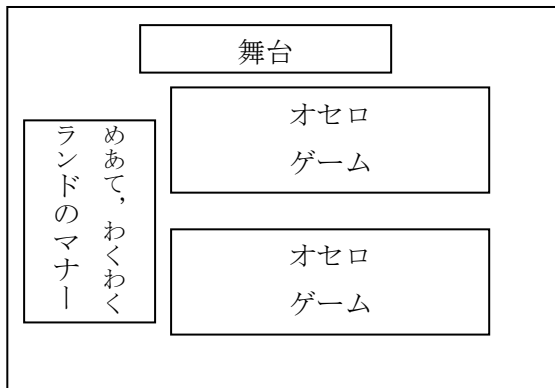 舞台
オセロ
ゲーム
めあて，わくわく
ランドのマナー
オセロ
ゲーム